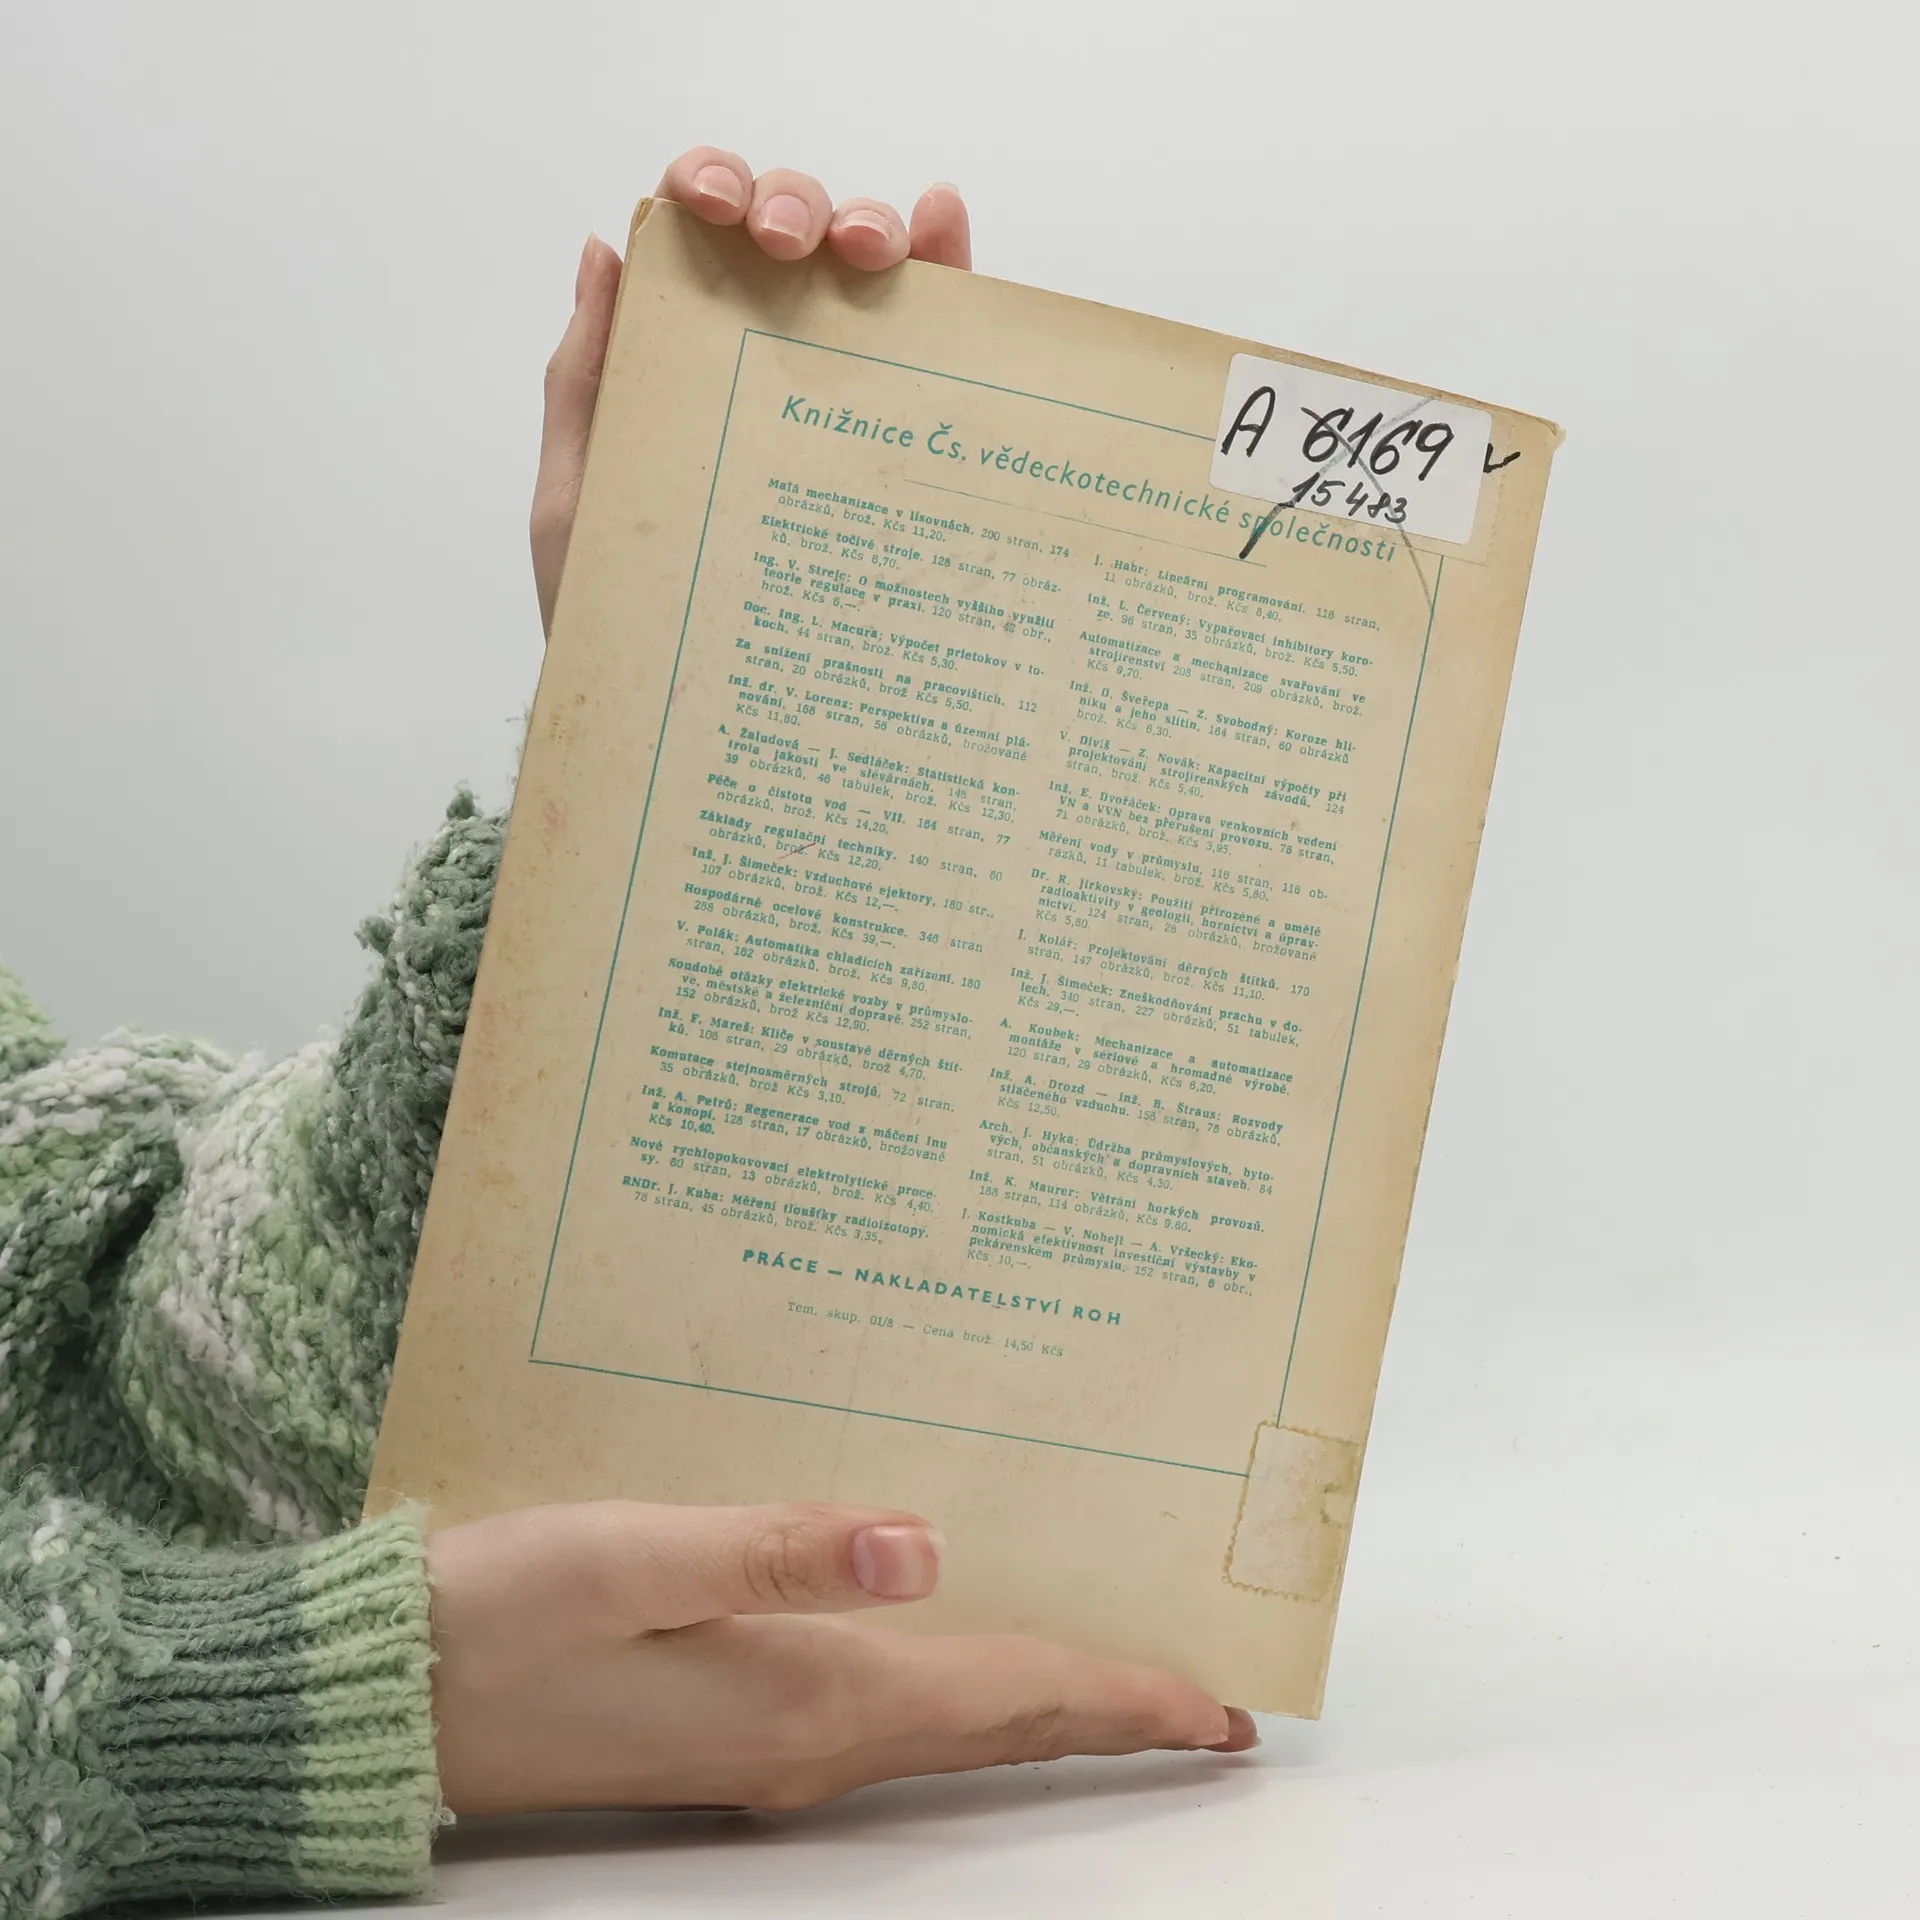 A 6169 v
15483
Knižnice Čs. vědeckotechnické společnosti
Malá mechanizace v lisovnách. 200 stran, 174
obrázků, brož. Kčs 11,20.
Elektrické točivé stroje. 128 stran, 77 obráz-
ků, brož. Kčs 6,70.
Ing. V. Strejc: O možnostech vyššího využití
teorie regulace v praxi. 120 stran, 42 obr.,
brož. Kčs 6,—.
Doc. Ing. L. Macura: Výpočet prietokov v to-
koch. 44 stran, brož. Kčs 5,30.
Za snížení prašnosti na pracovištích. 112
stran, 20 obrázků, brož Kčs 5,50.
Inž. dr. V. Lorenz: Perspektiva a územní plá-
nování, 168 stran, 58 obrázků, brožované
Kčs 11,80.
A. Žaludová — J. Sedláček: Statistická kon-
trola jakosti ve slévárnách. 148 stran,
39 obrázků, 46 tabulek, brož. Kčs 12,30.
Péče o čistotu vod — VII. 184 stran, 77
obrázků, brož. Kčs 14,20.
Základy regulační techniky. 140 stran, 80
obrázků, brož. Kčs 12,20.
Inž. J. Šimeček: Vzduchové ejektory, 180 str.,
107 obrázků, brož. Kčs 12,—.
Hospodárné ocelové konstrukce. 346 stran
288 obrázků, brož. Kčs 39,—.
V. Polák: Automatika chladicích zařízení. 180
stran, 162 obrázků, brož. Kčs 9,80.
Soudobé otázky elektrické vozby v průmyslo-
ve, městské a železniční dopravě. 252 stran,
152 obrázků, brož Kčs 12,90.
Inž. F. Mareš: Klíče v soustavě děrných štít-
ků. 108 stran, 29 obrázků, brož 4,70.
Komutace stejnosměrných strojů. 72 stran,
35 obrázků, brož Kčs 3,10.
Inž. A. Petrů: Regenerace vod z máčení lnu
a konopí. 128 stran, 17 obrázků, brožované
Kčs 10,40.
Nové rychlopokovovací elektrolytické proce-
sy. 60 stran, 13 obrázků, brož. Kčs 4,40.
RNDr. J. Kuba: Měření tloušťky radioizotopy.
78 stran, 45 obrázků, brož. Kčs 3,35.
J. Habr: Lineární programování. 116 stran,
11 obrázků, brož. Kčs 8,40.
Inž. L. Červený: Vypařovací inhibitory koro-
ze. 96 stran, 35 obrázků, brož. Kčs 5,50.
Automatizace a mechanizace svařování ve
strojírenství 208 stran, 209 obrázků, brož.
Kčs 9,70.
Inž. O. Šveřepa — Z. Svobodný: Koroze hli-
níku a jeho slitin. 164 stran, 60 obrázků
brož. Kčs 8,30.
V. Diviš — Z. Novák: Kapacitní výpočty při
projektování strojírenských závodů. 124
stran, brož. Kčs 5,40.
Inž. E. Dvořáček: Oprava venkovních vedení
VN a VVN bez přerušení provozu. 78 stran,
71 obrázků, brož. Kčs 3,95.
Měření vody v průmyslu, 116 stran, 116 ob-
rázků, 11 tabulek, brož. Kčs 5,80.
Dr. R. Jirkovský: Použití přirozené a umělé
radioaktivity v geologii, hornictví a úprav-
nictví. 124 stran, 28 obrázků, brožované
Kčs 5,80.
J. Kolář: Projektování děrných štítků. 170
stran, 147 obrázků, brož. Kčs 11,10.
Inž. J. Šimeček: Zneškodňování prachu v do-
lech. 340 stran, 227 obrázků, 51 tabulek,
Kčs 29,—.
A. Koubek: Mechanizace a automatizace
montáže v sériové a hromadné výrobě.
120 stran, 29 obrázků, Kčs 6,20.
Inž. A. Drozd — inž. B. Straus: Rozvody
stlačeného vzduchu. 156 stran, 78 obrázků,
Kčs 12,50.
Arch. J. Hyka: Údržba průmyslových, byto-
vých, občanských a dopravních staveb. 84
stran, 51 obrázků, Kčs 4,30.
Inž. K. Maurer: Větrání horkých provozů.
188 stran, 114 obrázků, Kčs 9.60.
J. Kostkuba — V. Nohejl — A. Vršecký: Eko-
nomická efektivnost investiční výstavby v
pekárenském průmyslu. 152 stran, 6 obr.,
Kčs 10,—.
PRÁCE — NAKLADATELSTVÍ ROH
Tem. skup. 01/8 — Cena brož. 14,50 Kčs